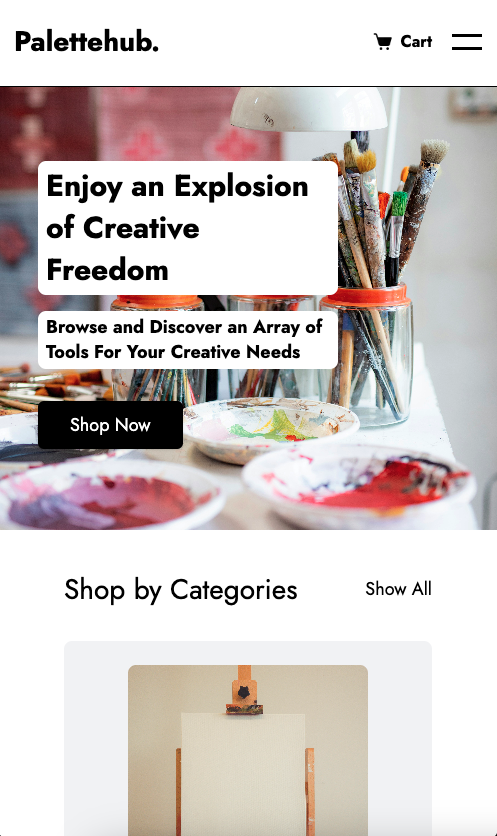 Palettehub.
Cart
Enjoy an Explosion
of Creative
Freedom
Browse and Discover an Array of
Tools For Your Creative Needs
Shop Now
Shop by Categories
Show All